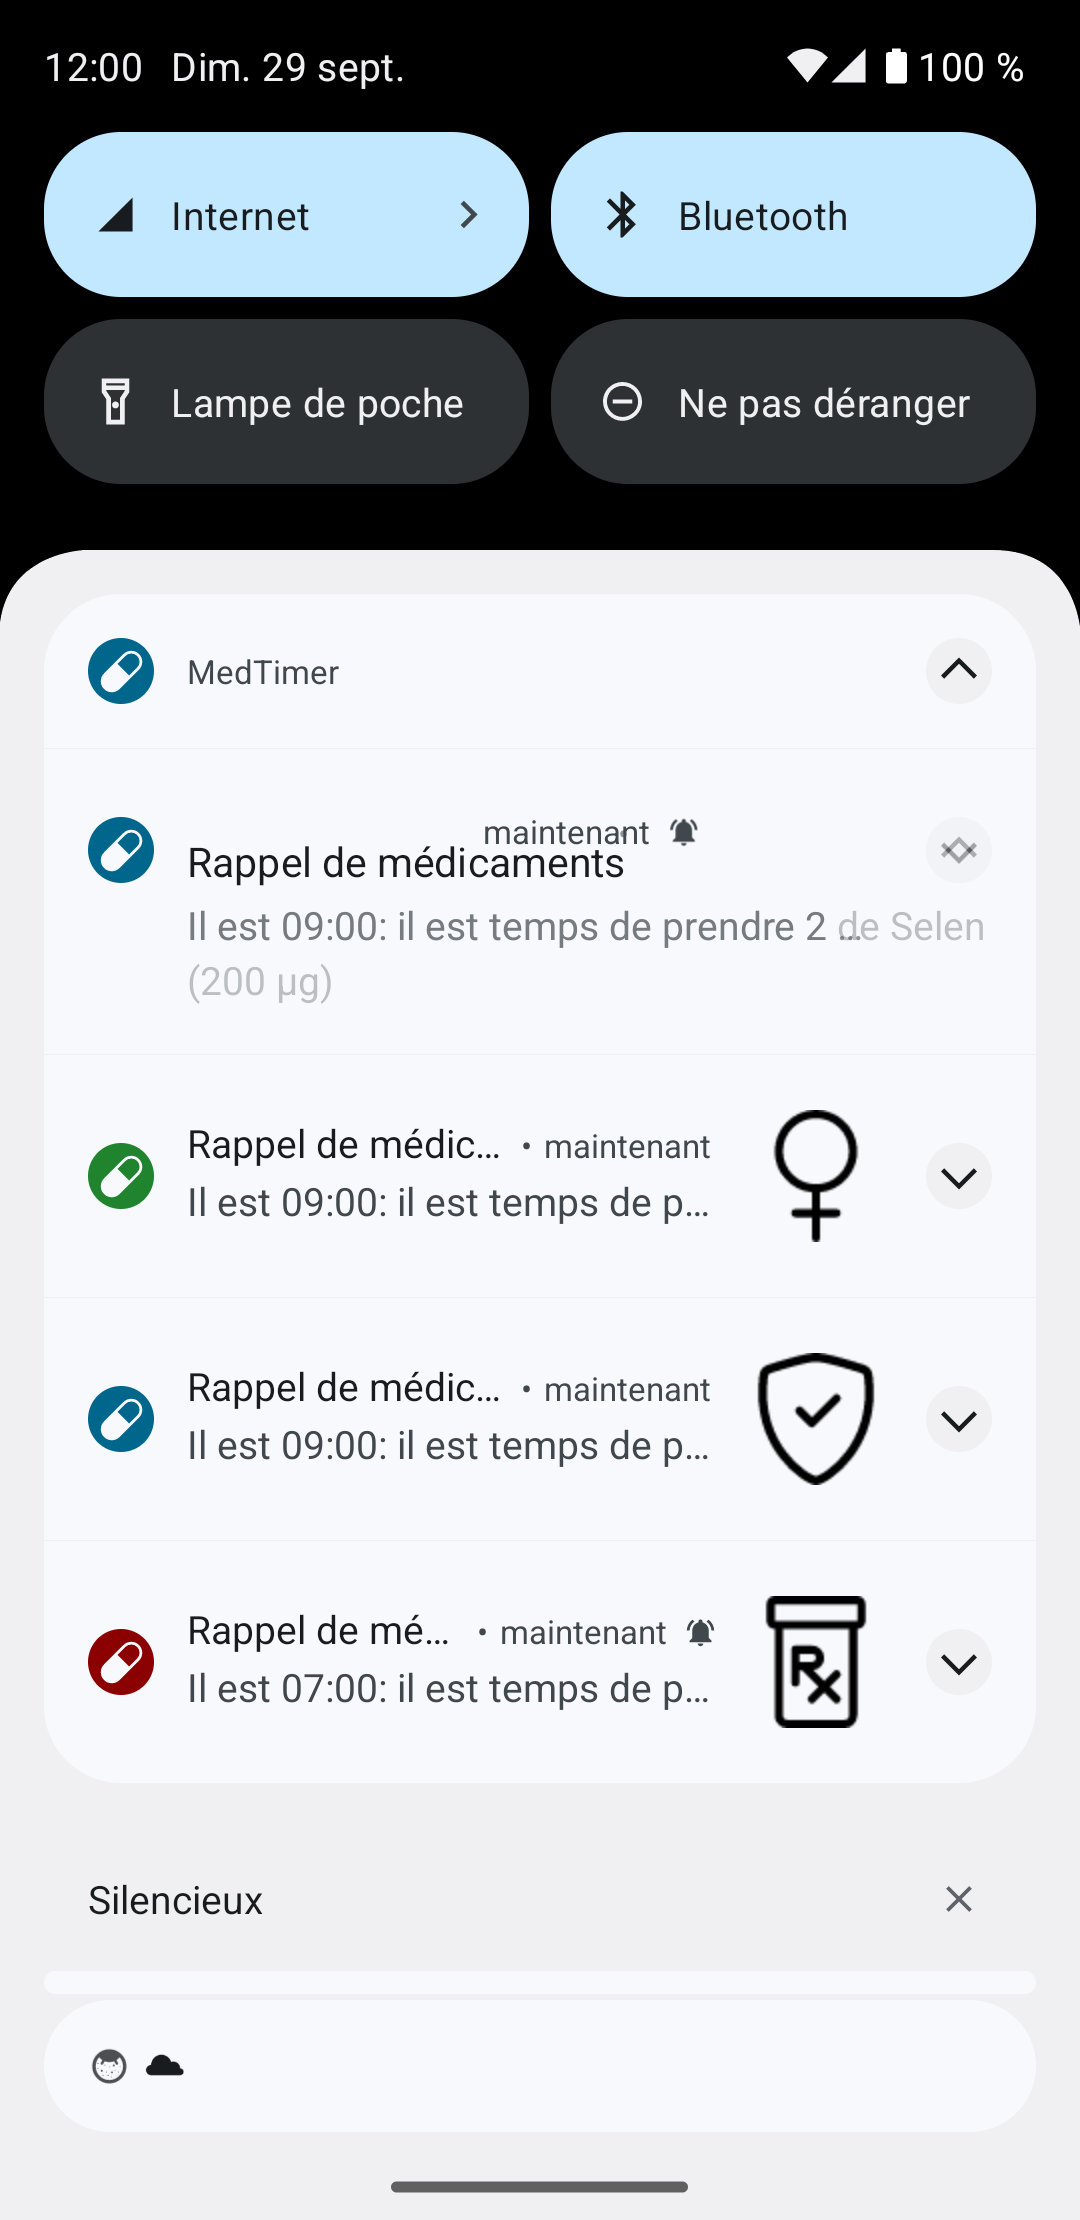 12:00 Dim. 29 sept. 100 %
Internet
Bluetooth
Lampe de poche
Ne pas déranger
MedTimer
maintenant
Rappel de médicaments
Il est 09:00: il est temps de prendre 2 de Selen
(200 µg)
Rappel de médic… • maintenant
Il est 09:00: il est temps de p…
Rappel de médic… • maintenant
Il est 09:00: il est temps de p…
Rappel de mé… • maintenant
Il est 07:00: il est temps de p…
Rx
Silencieux